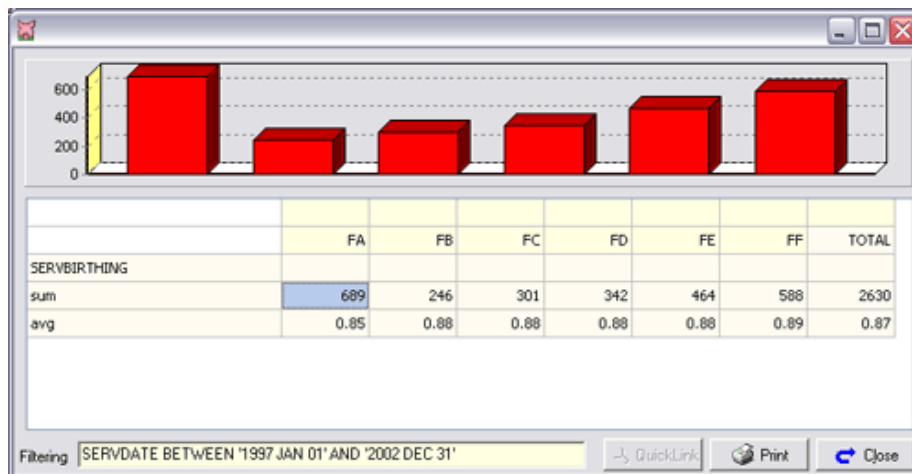 600
400
200
0
FA FB FC FD FE FF TOTAL
SERVBIRTHING
sum 689 246 301 342 464 588 2630
avg 0.85 0.88 0.88 0.88 0.88 0.89 0.87
Filtering SERVDATE BETWEEN '1997 JAN 01' AND '2002 DEC 31' QuickLink Print Close